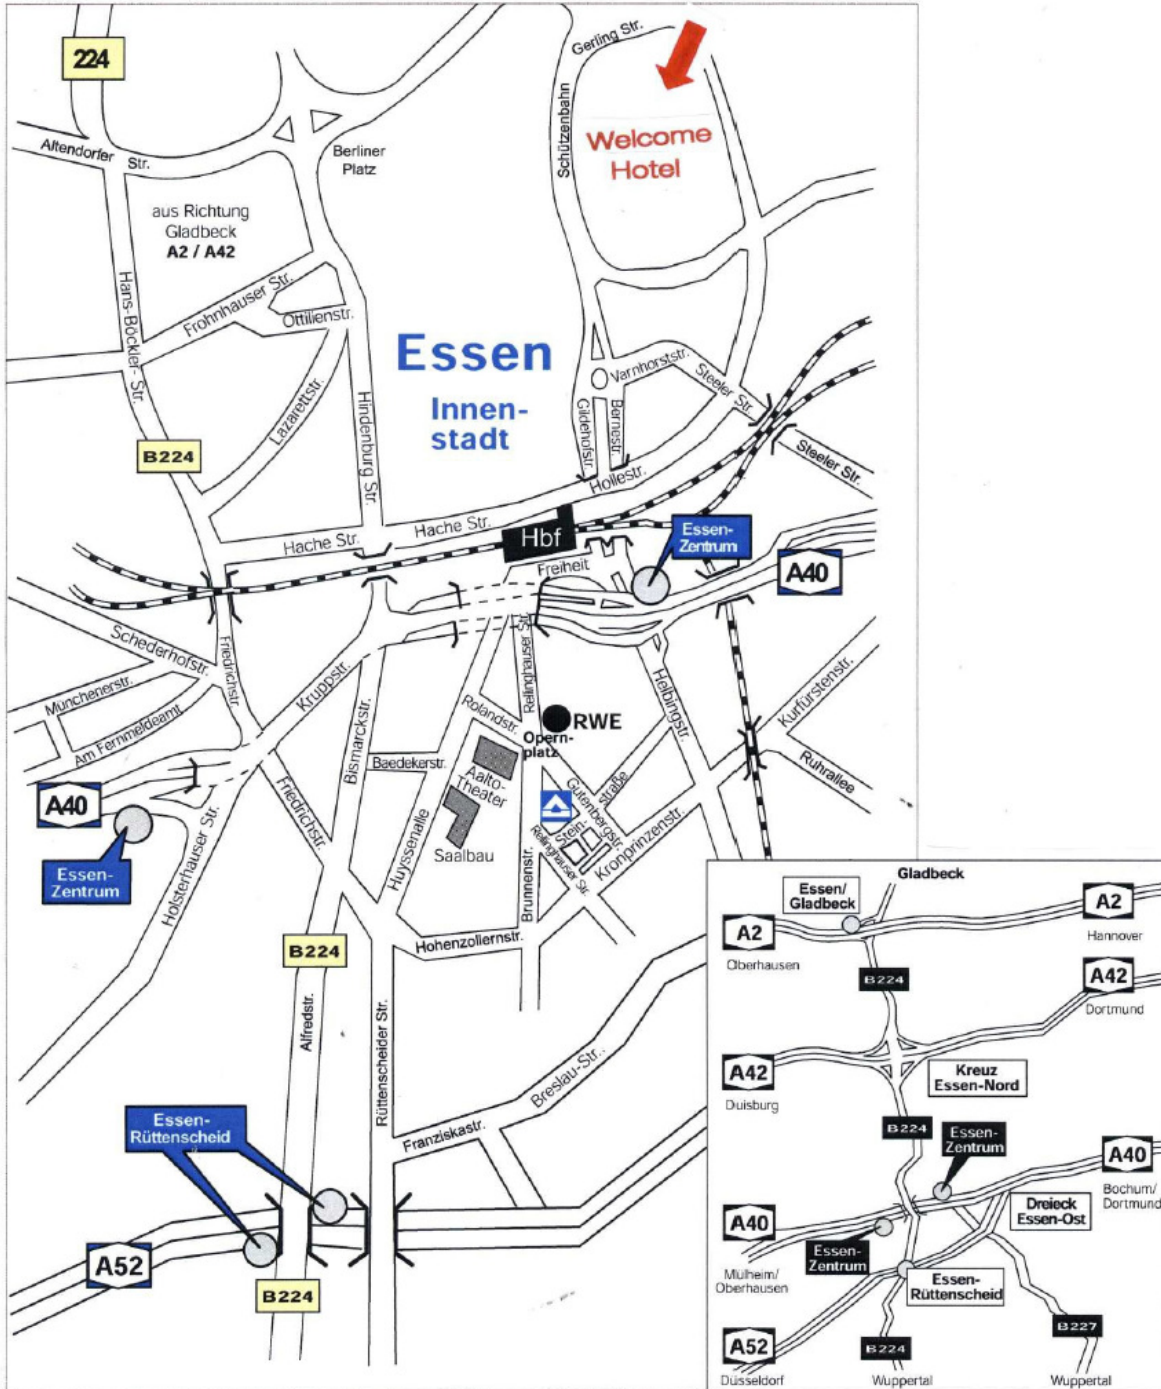 224
Gerling Str.
Schützenbahn
Welcome
Hotel
Altendorfer Str.
Berliner
Platz
aus Richtung
Gladbeck
A2 / A42
Hans-Böckler-Str.
Frohnhauser Str.
Ottilienstr.
Essen
Innen-
stadt
Varnhorststr.
Steeler Str.
Lazarettstr.
Hindenburg Str.
Gildehofstr.
Bernestr.
B224
Steeler Str.
Hollestr.
Hache Str.
Hache Str.
Hbf
Essen-
Zentrum
Freiheit
A40
Schederhofstr.
Friedrichstr.
Rellinghauser Str.
Munchenerstr.
Kruppstr.
Helbingstr.
Kurfürstenstr.
Am Fernmeldeamt
Bismarckstr.
Rolandstr.
RWE
Opern-
platz
Baedekerstr.
Aalto-
Theater
Ruhrallee
A40
Friedrichstr.
Gutenbergstr.
Stein-
straße
Essen-
Zentrum
Holsterhauser Str.
Huyssenalle
Saalbau
Rellinghauser Str.
Kronprinzenstr.
Brunnenstr.
B224
Hohenzollernstr.
Alfredstr.
Rüttenscheider Str.
Breslau-Str..
Franziskastr.
Essen-
Rüttenscheid
A52
B224
Gladbeck
Essen/
Gladbeck
A2
Hannover
A2
Oberhausen
B224
A42
Dortmund
A42
Duisburg
Kreuz
Essen-Nord
B224
Essen-
Zentrum
A40
Bochum/
Dortmund
Dreieck
Essen-Ost
A40
Mülheim/
Oberhausen
Essen-
Zentrum
Essen-
Rüttenscheid
B227
A52
B224
Düsseldorf
Wuppertal
Wuppertal